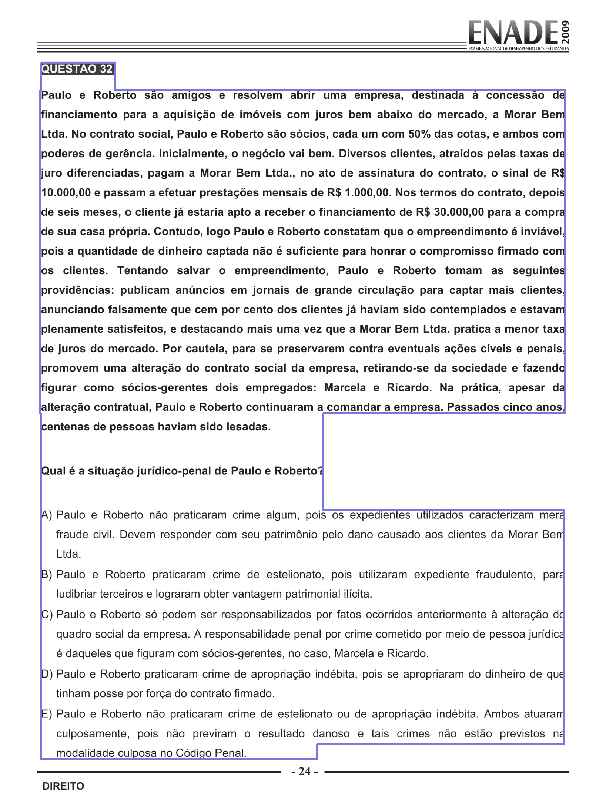 ENADE 2009
EXAME NACIONAL DE DESEMPENHO DOS ESTUDANTES
QUESTÃO 32
Paulo e Roberto são amigos e resolvem abrir uma empresa, destinada à concessão de
financiamento para a aquisição de imóveis com juros bem abaixo do mercado, a Morar Bem
Ltda. No contrato social, Paulo e Roberto são sócios, cada um com 50% das cotas, e ambos com
poderes de gerência. Inicialmente, o negócio vai bem. Diversos clientes, atraídos pelas taxas de
juro diferenciadas, pagam a Morar Bem Ltda., no ato de assinatura do contrato, o sinal de R$
10.000,00 e passam a efetuar prestações mensais de R$ 1.000,00. Nos termos do contrato, depois
de seis meses, o cliente já estaria apto a receber o financiamento de R$ 30.000,00 para a compra
de sua casa própria. Contudo, logo Paulo e Roberto constatam que o empreendimento é inviável,
pois a quantidade de dinheiro captada não é suficiente para honrar o compromisso firmado com
os clientes. Tentando salvar o empreendimento, Paulo e Roberto tomam as seguintes
providências: publicam anúncios em jornais de grande circulação para captar mais clientes,
anunciando falsamente que cem por cento dos clientes já haviam sido contemplados e estavam
plenamente satisfeitos, e destacando mais uma vez que a Morar Bem Ltda. pratica a menor taxa
de juros do mercado. Por cautela, para se preservarem contra eventuais ações cíveis e penais,
promovem uma alteração do contrato social da empresa, retirando-se da sociedade e fazendo
figurar como sócios-gerentes dois empregados: Marcela e Ricardo. Na prática, apesar da
alteração contratual, Paulo e Roberto continuaram a comandar a empresa. Passados cinco anos,
centenas de pessoas haviam sido lesadas.
Qual é a situação jurídico-penal de Paulo e Roberto?
A) Paulo e Roberto não praticaram crime algum, pois os expedientes utilizados caracterizam mera
fraude civil. Devem responder com seu patrimônio pelo dano causado aos clientes da Morar Bem
Ltda.
B) Paulo e Roberto praticaram crime de estelionato, pois utilizaram expediente fraudulento, para
ludibriar terceiros e lograram obter vantagem patrimonial ilícita.
C) Paulo e Roberto só podem ser responsabilizados por fatos ocorridos anteriormente à alteração do
quadro social da empresa. A responsabilidade penal por crime cometido por meio de pessoa jurídica
é daqueles que figuram com sócios-gerentes, no caso, Marcela e Ricardo.
D) Paulo e Roberto praticaram crime de apropriação indébita, pois se apropriaram do dinheiro de que
tinham posse por força do contrato firmado.
E) Paulo e Roberto não praticaram crime de estelionato ou de apropriação indébita. Ambos atuaram
culposamente, pois não previram o resultado danoso e tais crimes não estão previstos na
modalidade culposa no Código Penal.
- 24 -
DIREITO